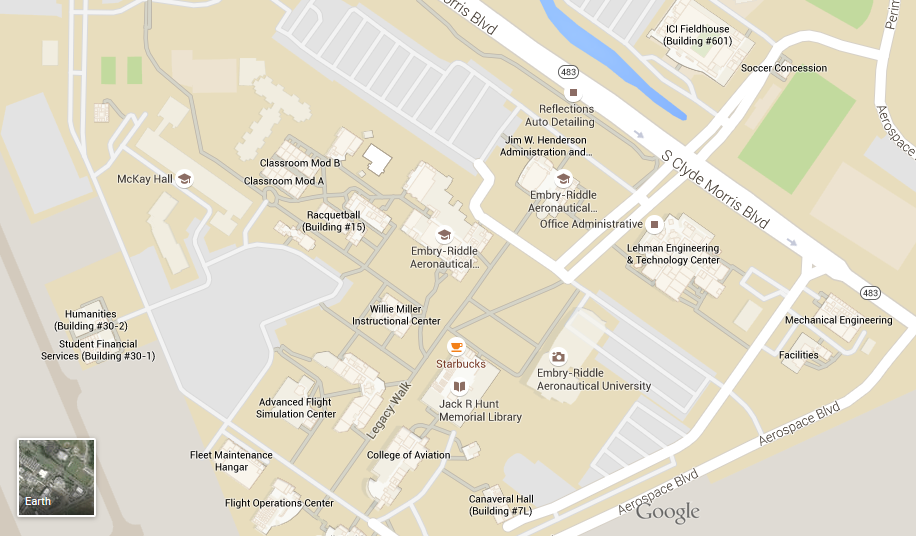 orris Blvd
ICI Fieldhouse
(Building #601)
Perim
Soccer Concession
483
Reflections
Auto Detailing
Aerospace
Jim W. Henderson
Administration and...
S Clyde Morris Blvd
Classroom Mod B
McKay Hall
Classroom Mod A
Embry-Riddle
Aeronautical...
Racquetball
(Building #15)
Office Administrative
Embry-Riddle
Aeronautical...
Lehman Engineering
& Technology Center
483
Humanities
(Building #30-2)
Willie Miller
Instructional Center
Mechanical Engineering
Student Financial
Services (Building #30-1)
Facilities
Starbucks
Embry-Riddle
Aeronautical University
Advanced Flight
Simulation Center
Legacy Walk
Jack R Hunt
Memorial Library
Aerospace Blvd
Fleet Maintenance
Hangar
College of Aviation
Aerospace Blvd
Earth
Flight Operations Center
Canaveral Hall
(Building #7L)
Google